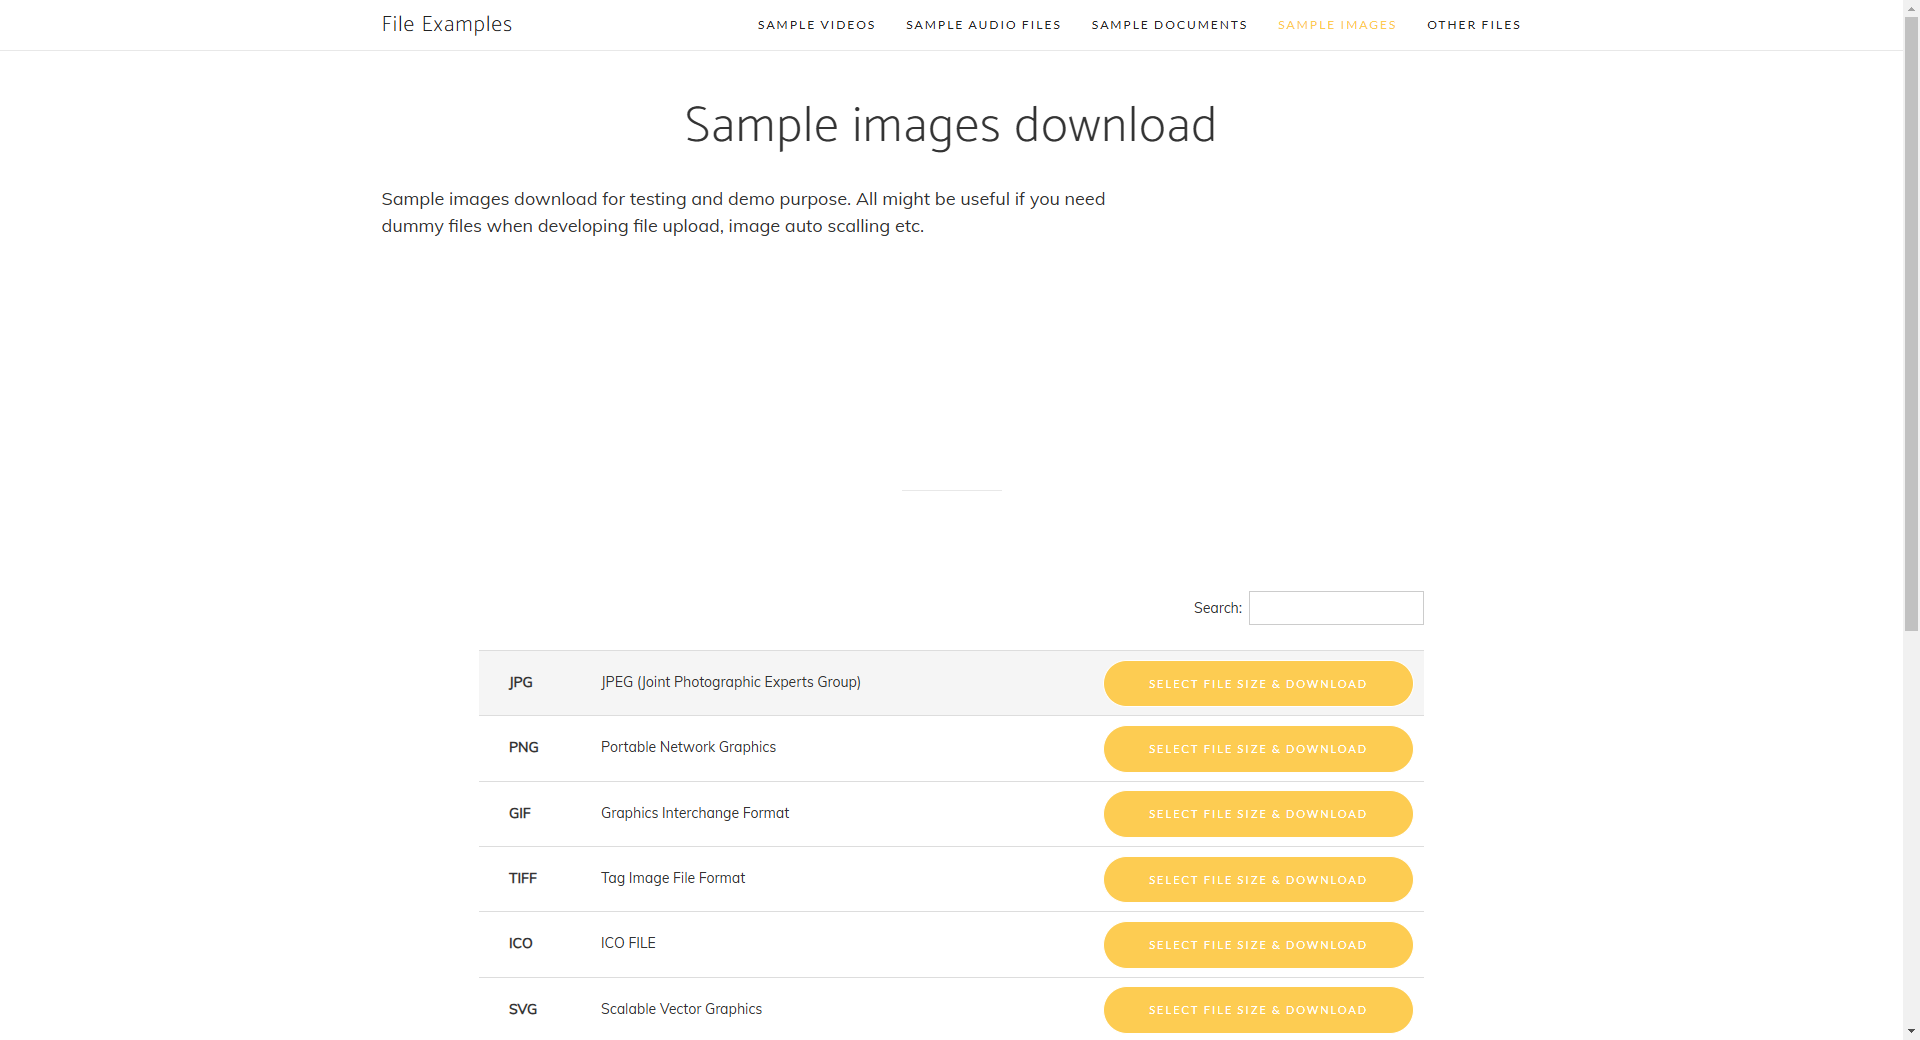 File Examples
SAMPLE VIDEOS SAMPLE AUDIO FILES SAMPLE DOCUMENTS SAMPLE IMAGES OTHER FILES
Sample images download
Sample images download for testing and demo purpose. All might be useful if you need
dummy files when developing file upload, image auto scalling etc.
Search:
JPG JPEG (Joint Photographic Experts Group) SELECT FILE SIZE & DOWNLOAD
PNG Portable Network Graphics SELECT FILE SIZE & DOWNLOAD
GIF Graphics Interchange Format SELECT FILE SIZE & DOWNLOAD
TIFF Tag Image File Format SELECT FILE SIZE & DOWNLOAD
ICO ICO FILE SELECT FILE SIZE & DOWNLOAD
SVG Scalable Vector Graphics SELECT FILE SIZE & DOWNLOAD